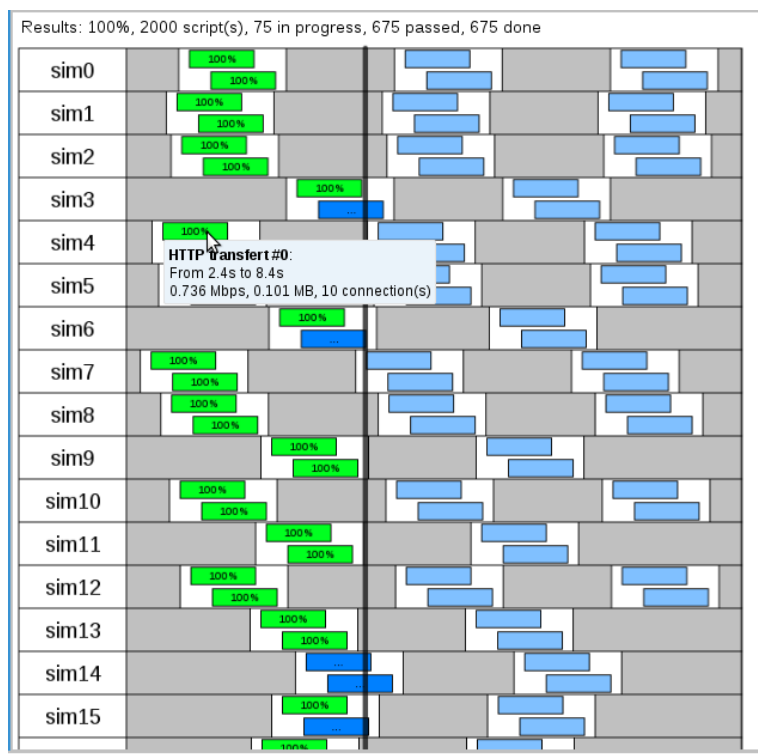 Results: 100%, 2000 script(s), 75 in progress, 675 passed, 675 done
sim0
100%
100%
sim1
100%
100%
sim2
100%
100%
sim3
100%
...
sim4
100%
HTTP transfert #0:
From 2.4s to 8.4s
0.736 Mbps, 0.101 MB, 10 connection(s)
sim5
sim6
100%
...
sim7
100%
100%
sim8
100%
100%
sim9
100%
100%
sim10
100%
100%
sim11
100%
100%
sim12
100%
100%
sim13
100%
100%
sim14
...
...
sim15
100%
...
100%